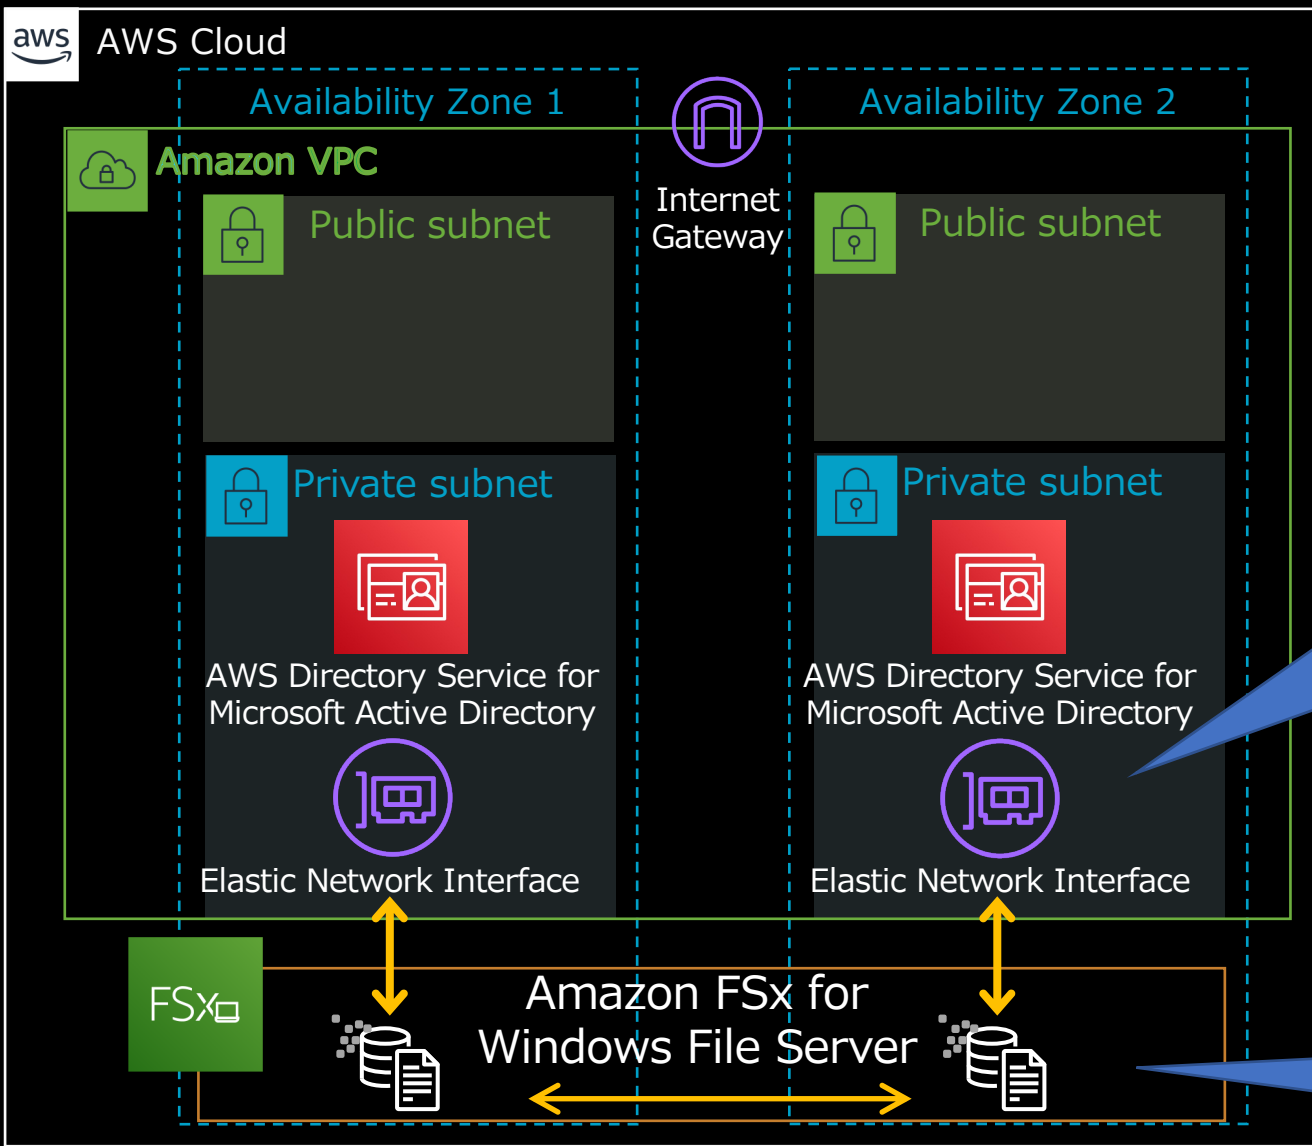 aws
AWS Cloud
Availability Zone 1
Availability Zone 2
Amazon VPC
Internet
Gateway
Public subnet
Public subnet
Private subnet
Private subnet
AWS Directory Service for
Microsoft Active Directory
AWS Directory Service for
Microsoft Active Directory
Elastic Network Interface
Elastic Network Interface
FSx
Amazon FSx for
Windows File Server